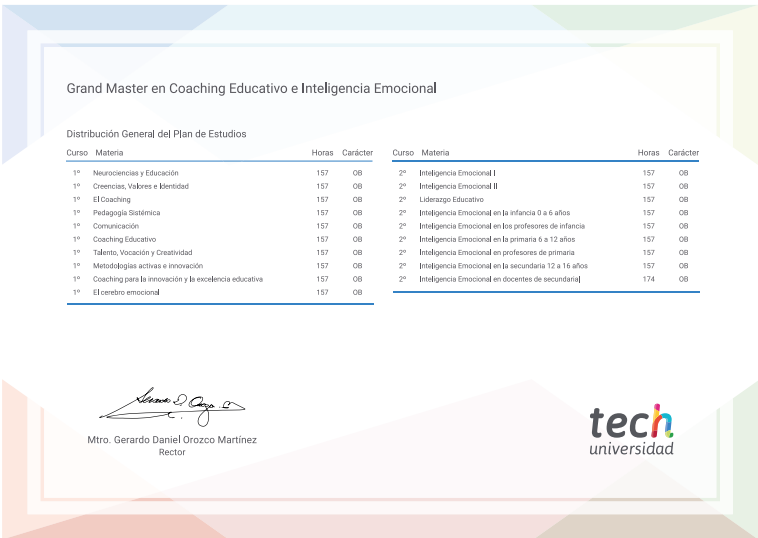 Grand Master en Coaching Educativo e Inteligencia Emocional
Distribución General del Plan de Estudios
Curso Materia Horas Carácter
1º Neurociencias y Educación 157 OB
1º Creencias, Valores e Identidad 157 OB
1º El Coaching 157 OB
1º Pedagogía Sistémica 157 OB
1º Comunicación 157 OB
1º Coaching Educativo 157 OB
1º Talento, Vocación y Creatividad 157 OB
1º Metodologías activas e innovación 157 OB
1º Coaching para la innovación y la excelencia educativa 157 OB
1º El cerebro emocional 157 OB
Curso Materia Horas Carácter
2º Inteligencia Emocional I 157 OB
2º Inteligencia Emocional II 157 OB
2º Liderazgo Educativo 157 OB
2º Inteligencia Emocional en la infancia 0 a 6 años 157 OB
2º Inteligencia Emocional en los profesores de infancia 157 OB
2º Inteligencia Emocional en la primaria 6 a 12 años 157 OB
2º Inteligencia Emocional en profesores de primaria 157 OB
2º Inteligencia Emocional en la secundaria 12 a 16 años 157 OB
2º Inteligencia Emocional en docentes de secundaria 174 OB
Mtro. Gerardo Daniel Orozco Martínez
Rector
tech
universidad